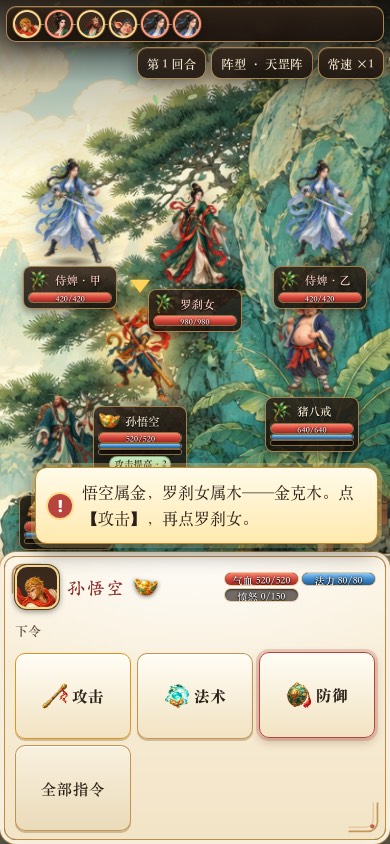 第1回合
阵型 · 天罡阵
常速 ×1
侍婢·甲
420/420
侍婢·乙
420/420
罗刹女
980/980
孙悟空
520/520
猪八戒
640/640
攻击提高·2
!
悟空属金，罗刹女属木——金克木。点
【攻击】，再点罗刹女。
孙悟空
气血 520/520
法力 80/80
愤怒 0/150
下令
攻击
法术
防御
全部指令